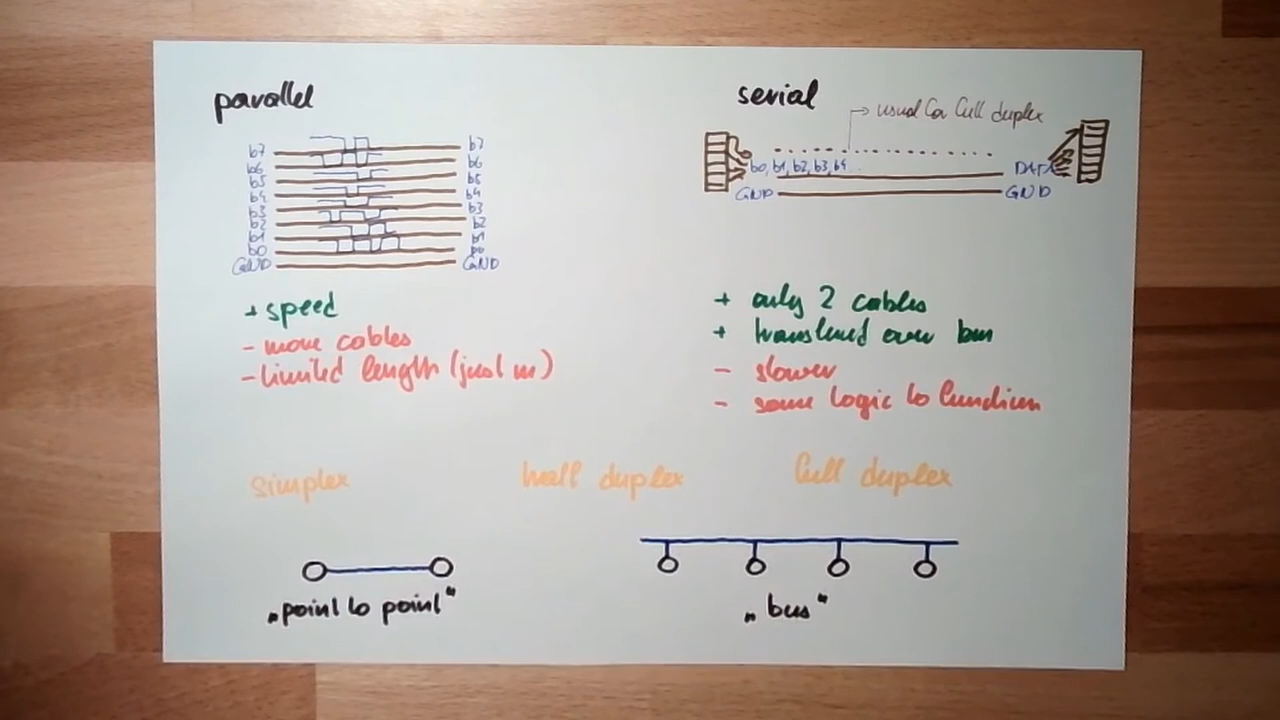 parallel
b7 b7
b6 b6
b5 b5
b4 b4
b3 b3
b2 b2
b1 b1
b0 b0
GND GND
+ speed
- more cables
- limited length (just m)
serial
usual for full duplex
b0, b1, b2, b3, b4 ... DATA
GND GND
+ only 2 cables
+ over bus
- slower
- some logic to function
simplex half duplex full duplex
„point to point“
„bus“